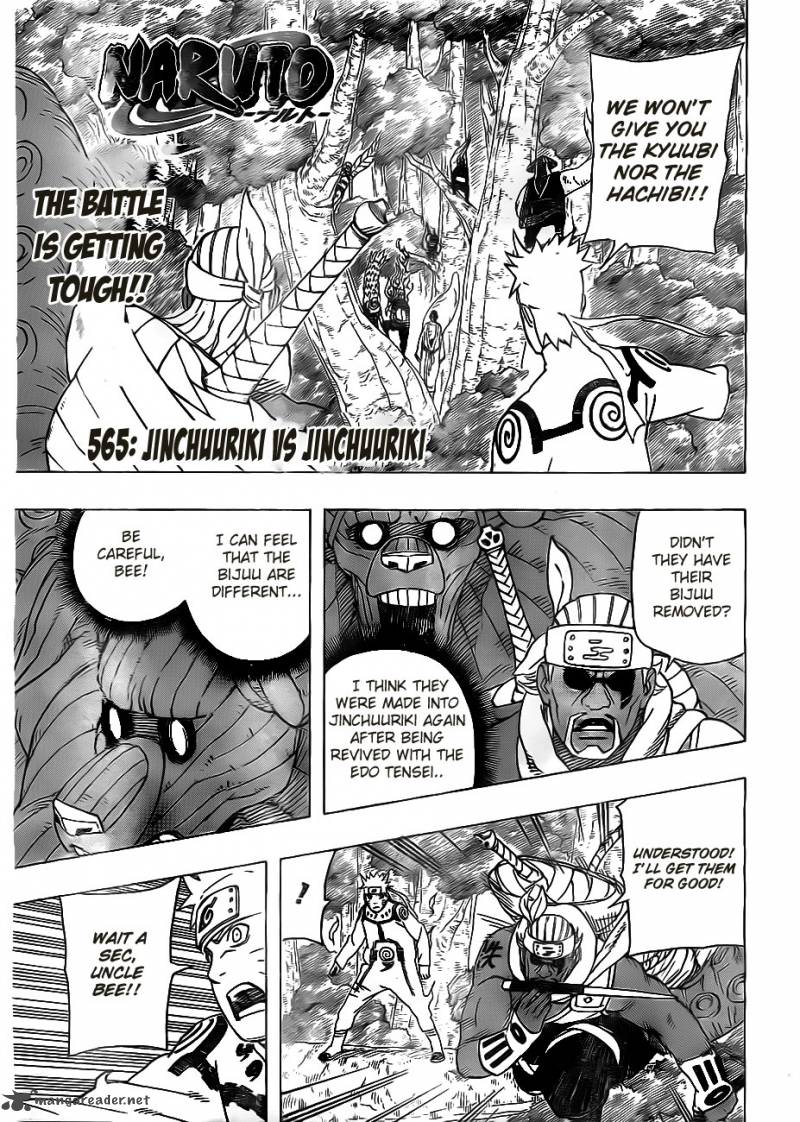 NARUTO
-ナルト-
WE WON'T
GIVE YOU
THE KYUUBI
NOR THE
HACHIBI!!
THE BATTLE
IS GETTING
TOUGH!!
565: JINCHUURIKI VS JINCHUURIKI
DIDN'T
THEY HAVE
THEIR
BIJUU
REMOVED?
I THINK THEY
WERE MADE INTO
JINCHUURIKI AGAIN
AFTER BEING
REVIVED WITH THE
EDO TENSEI..
I CAN FEEL
THAT THE
BIJUU ARE
DIFFERENT...
BE
CAREFUL,
BEE!
UNDERSTOOD!
I'LL GET THEM
FOR GOOD!
!
WAIT A
SEC,
UNCLE
BEE!!
mangareader.net